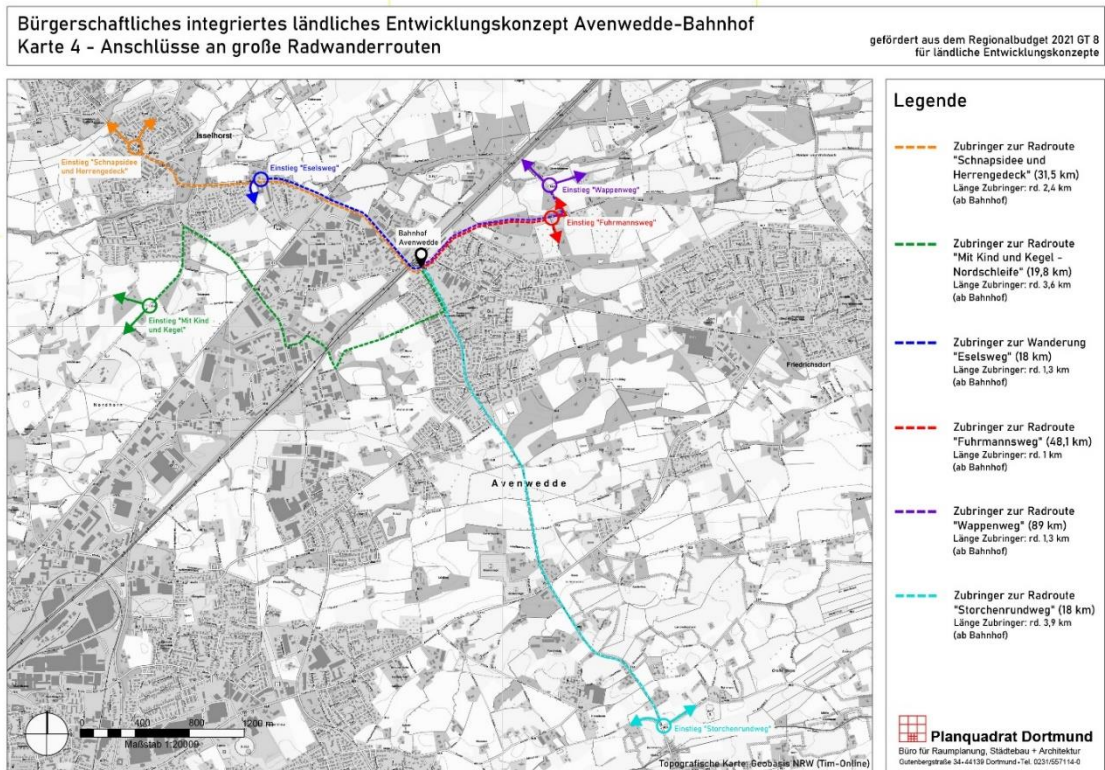 Bürgerschaftliches integriertes ländliches Entwicklungskonzept Avenwedde-Bahnhof
Karte 4 - Anschlüsse an große Radwanderrouten
gefördert aus dem Regionalbudget 2021 GT 8
für ländliche Entwicklungskonzepte
Isselhorst
Einstieg "Schnapsidee
und Herrengedeck"
Einstieg "Eselsweg"
Einstieg "Wappenweg"
Einstieg "Fuhrmannsweg"
Bahnhof
Avenwedde
Einstieg "Mit Kind
und Kegel"
Friedrichsdorf
Avenwedde
Einstieg "Storchenrundweg"
0 400 800 1200 m
Maßstab 1:20000
Topografische Karte: Geobasis NRW (Tim-Online)
Legende
Zubringer zur Radroute
"Schnapsidee und
Herrengedeck" (31,5 km)
Länge Zubringer: rd. 2,4 km
(ab Bahnhof)
Zubringer zur Radroute
"Mit Kind und Kegel -
Nordschleife" (19,8 km)
Länge Zubringer: rd. 3,6 km
(ab Bahnhof)
Zubringer zur Wanderung
"Eselsweg" (18 km)
Länge Zubringer: rd. 1,3 km
(ab Bahnhof)
Zubringer zur Radroute
"Fuhrmannsweg" (48,1 km)
Länge Zubringer: rd. 1 km
(ab Bahnhof)
Zubringer zur Radroute
"Wappenweg" (89 km)
Länge Zubringer: rd. 1,3 km
(ab Bahnhof)
Zubringer zur Radroute
"Storchenrundweg" (18 km)
Länge Zubringer: rd. 3,9 km
(ab Bahnhof)
Planquadrat Dortmund
Büro für Raumplanung, Städtebau + Architektur
Gutenbergstraße 34•44139 Dortmund•Tel. 0231/557114-0